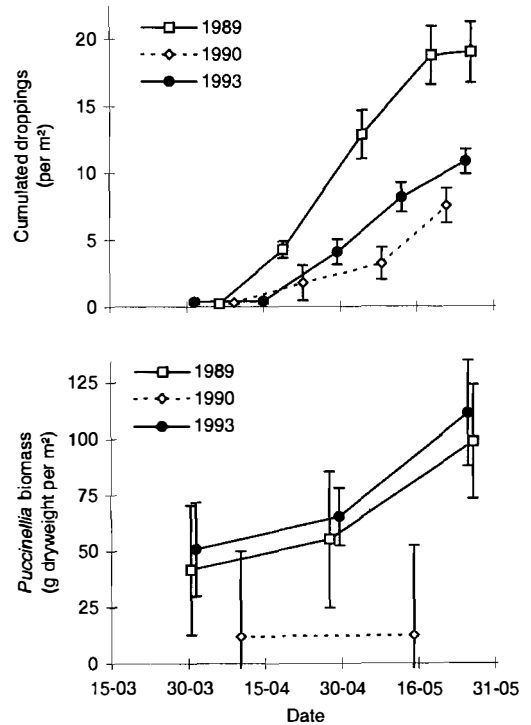 1989
1990
1993
20
15
10
5
0
Cumulated droppings
(per m²)
1989
1990
1993
125
100
75
50
25
0
Puccinellia biomass
(g dryweight per m²)
15-03 30-03 15-04 30-04 16-05 31-05
Date